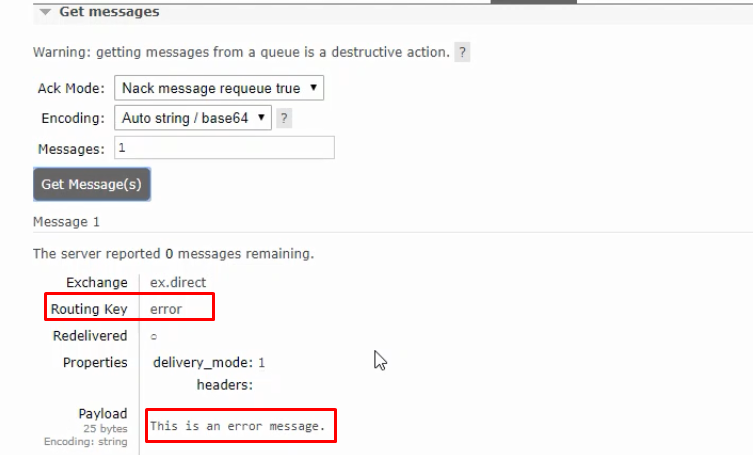 Get messages
Warning: getting messages from a queue is a destructive action. ?
Ack Mode: Nack message requeue true
Encoding: Auto string / base64 ?
Messages: 1
Get Message(s)
Message 1
The server reported 0 messages remaining.
Exchange ex.direct
Routing Key error
Redelivered ○
Properties delivery_mode: 1
headers:
Payload
25 bytes
Encoding: string
This is an error message.